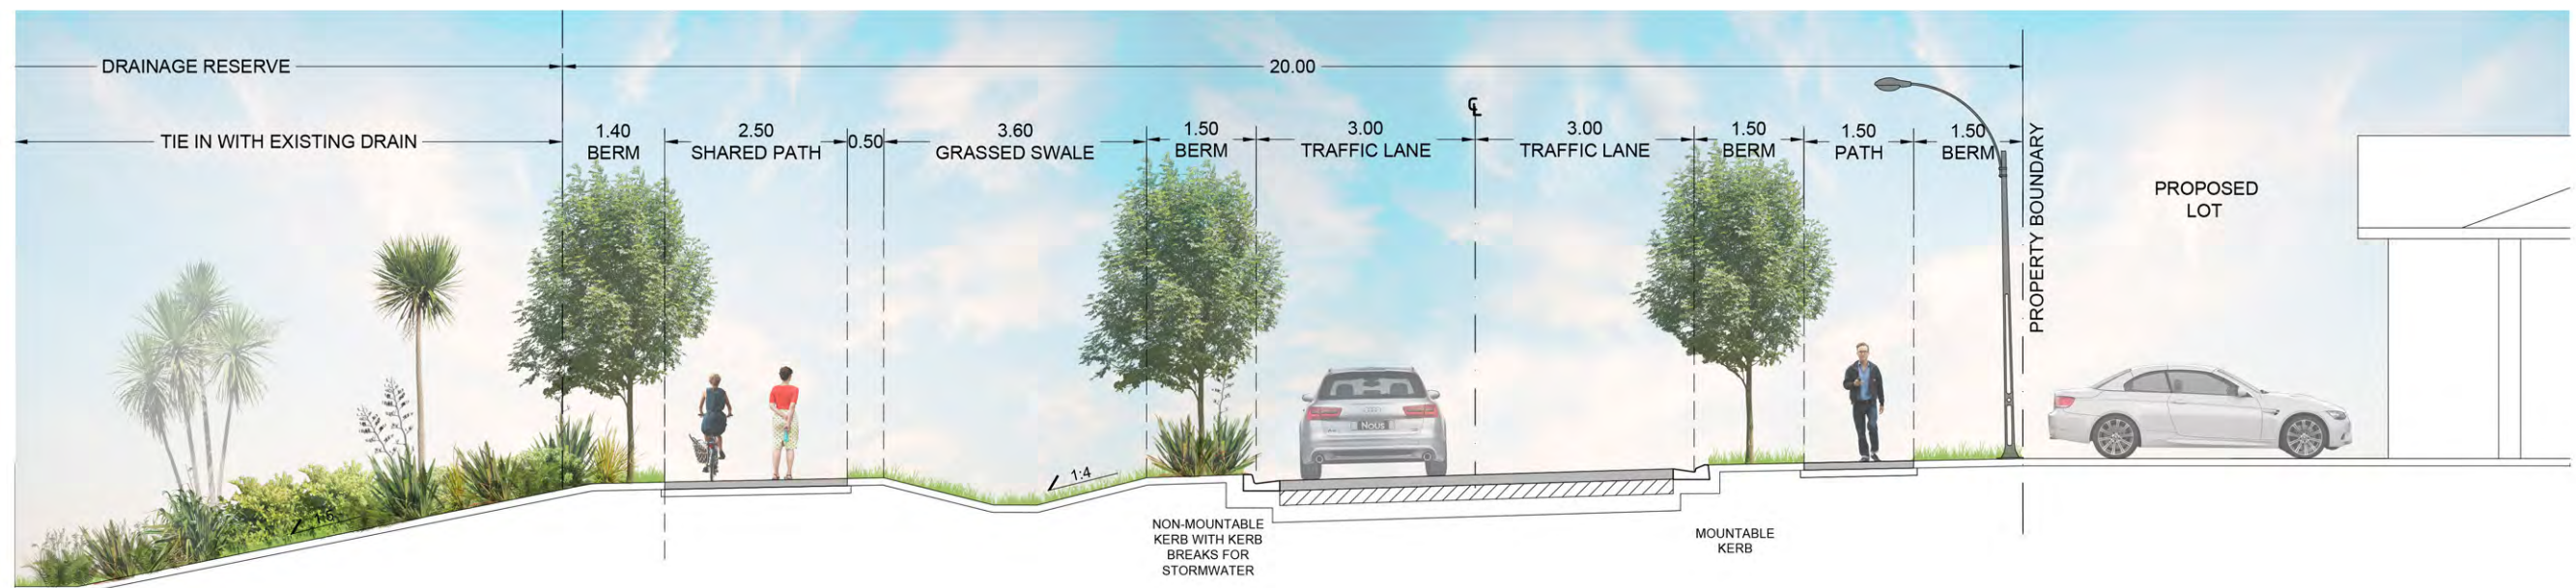 DRAINAGE RESERVE
20.00
TIE IN WITH EXISTING DRAIN
1.40
BERM
2.50
SHARED PATH
0.50
3.60
GRASSED SWALE
1.50
BERM
3.00
TRAFFIC LANE
℄
3.00
TRAFFIC LANE
1.50
BERM
1.50
PATH
1.50
BERM
PROPERTY BOUNDARY
PROPOSED
LOT
1:6
1:4
NoUs
NON-MOUNTABLE
KERB WITH KERB
BREAKS FOR
STORMWATER
MOUNTABLE
KERB